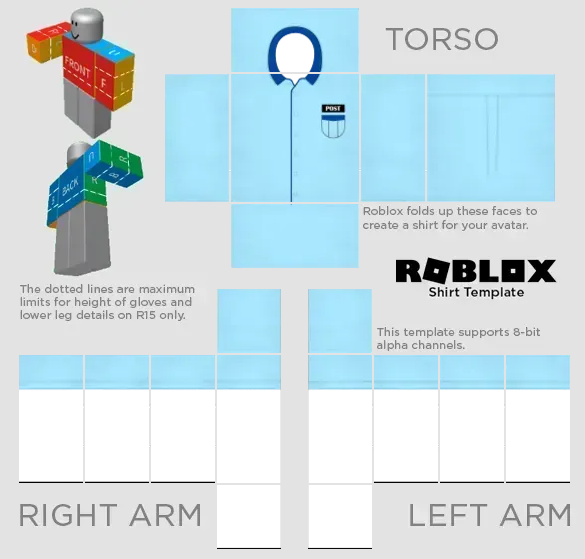 TORSO
FRONT
F
L
U
D
POST
BACK
B
R
U
R
B
Roblox folds up these faces to
create a shirt for your avatar.
ROBLOX
Shirt Template
The dotted lines are maximum
limits for height of gloves and
lower leg details on R15 only.
This template supports 8-bit
alpha channels.
RIGHT ARM
LEFT ARM